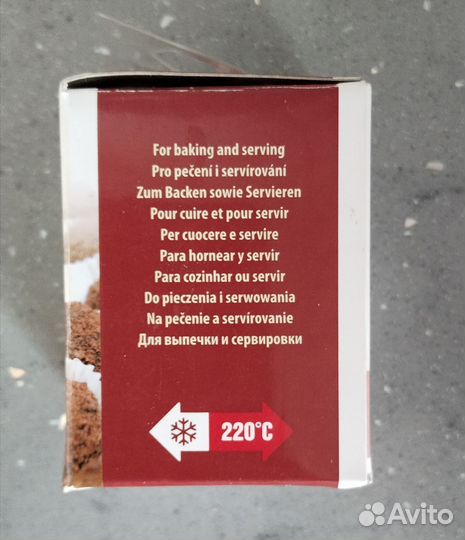 For baking and serving
Pro pečení i servírování
Zum Backen sowie Servieren
Pour cuire et pour servir
Per cuocere e servire
Para hornear y servir
Para cozinhar ou servir
Do pieczenia i serwowania
Na pečenie a servírovanie
Для выпечки и сервировки
220°C
Avito